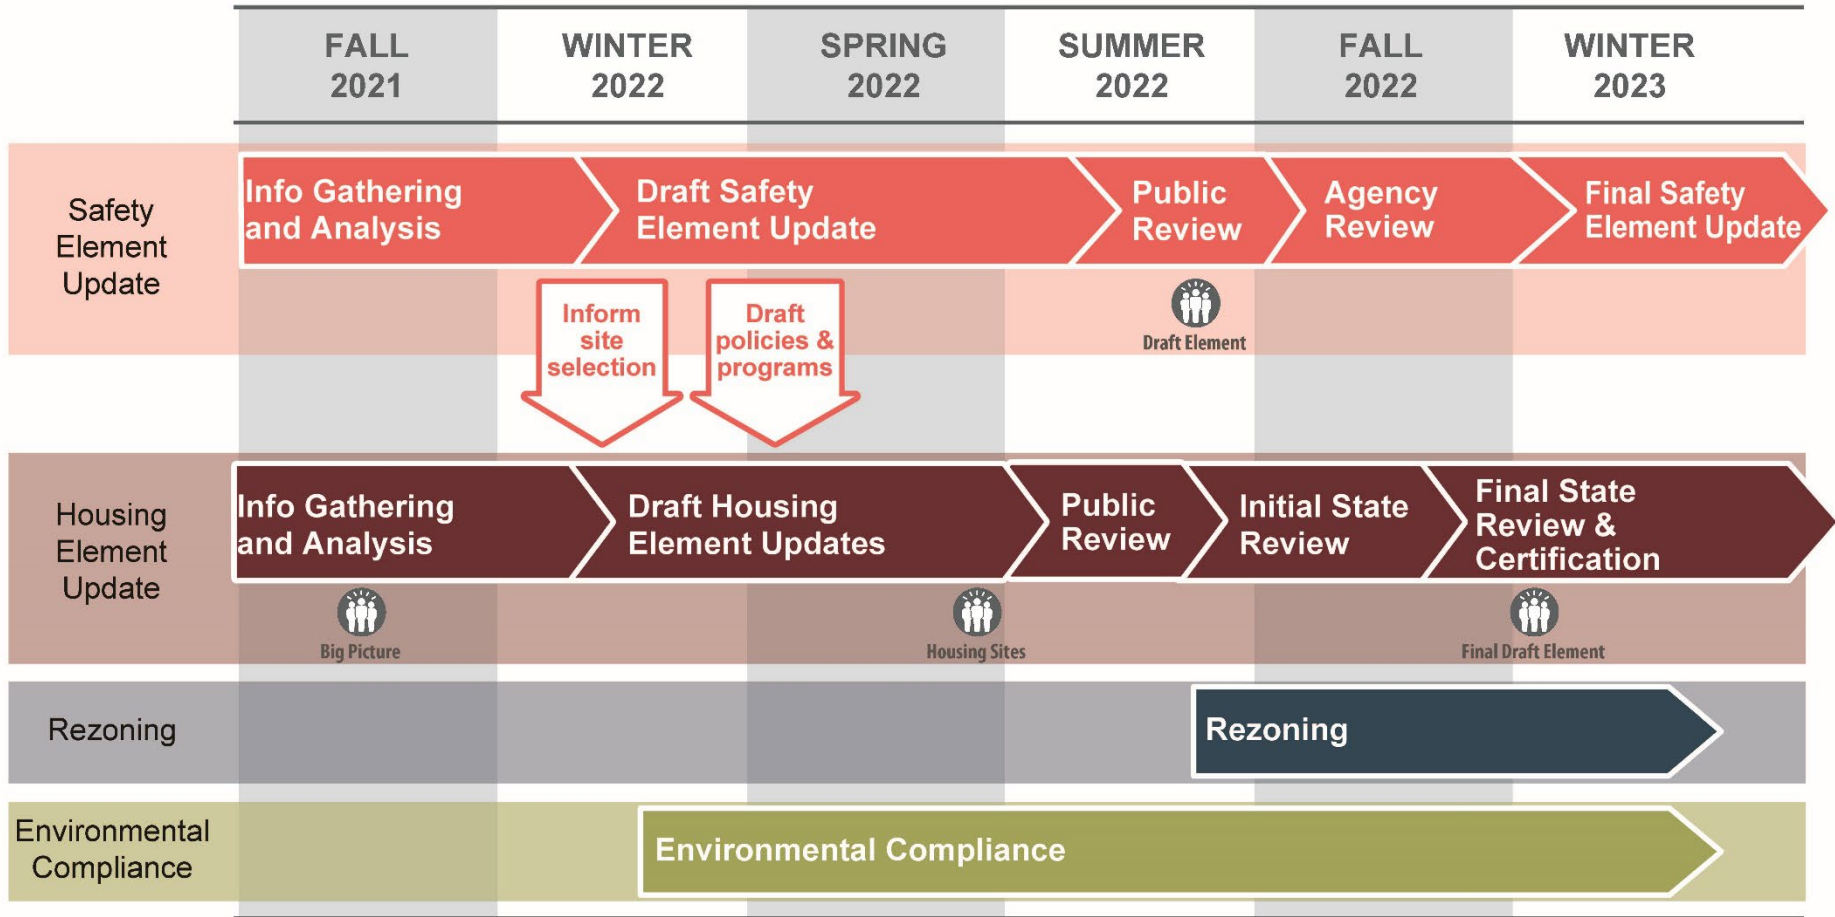 FALL
2021
WINTER
2022
SPRING
2022
SUMMER
2022
FALL
2022
WINTER
2023
Safety
Element
Update
Info Gathering
and Analysis
Draft Safety
Element Update
Public
Review
Agency
Review
Final Safety
Element Update
Inform
site
selection
Draft
policies &
programs
Draft Element
Housing
Element
Update
Info Gathering
and Analysis
Draft Housing
Element Updates
Public
Review
Initial State
Review
Final State
Review &
Certification
Big Picture
Housing Sites
Final Draft Element
Rezoning
Rezoning
Environmental
Compliance
Environmental Compliance